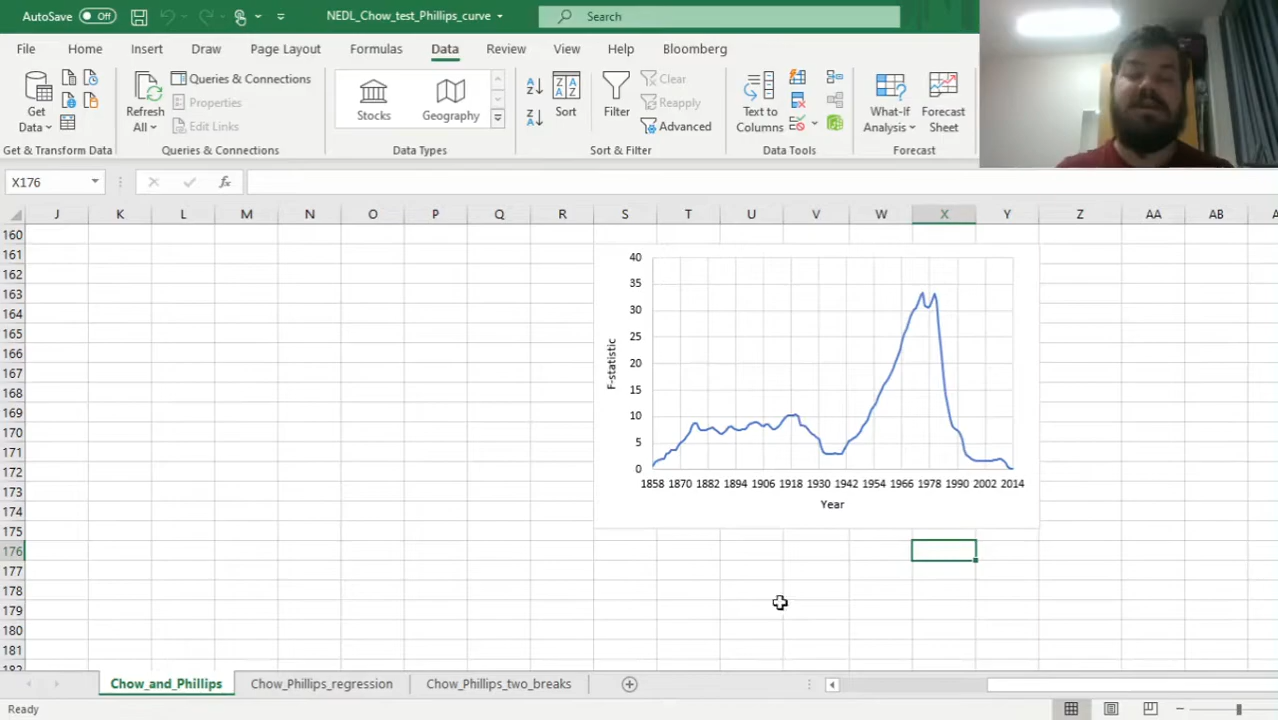 AutoSave Off
NEDL_Chow_test_Phillips_curve
Search
File Home Insert Draw Page Layout Formulas Data Review View Help Bloomberg
Get Data
Refresh All
Queries & Connections
Properties
Edit Links
Stocks
Geography
Sort
Filter
Clear
Reapply
Advanced
Text to Columns
What-If Analysis
Forecast Sheet
Get & Transform Data
Queries & Connections
Data Types
Sort & Filter
Data Tools
Forecast
X176
fx
J K L M N O P Q R S T U V W X Y Z AA AB
160
161
162
163
164
165
166
167
168
169
170
171
172
173
174
175
176
177
178
179
180
181
182
40
35
30
25
20
15
10
5
0
F-statistic
1858 1870 1882 1894 1906 1918 1930 1942 1954 1966 1978 1990 2002 2014
Year
Chow_and_Phillips Chow_Phillips_regression Chow_Phillips_two_breaks
Ready